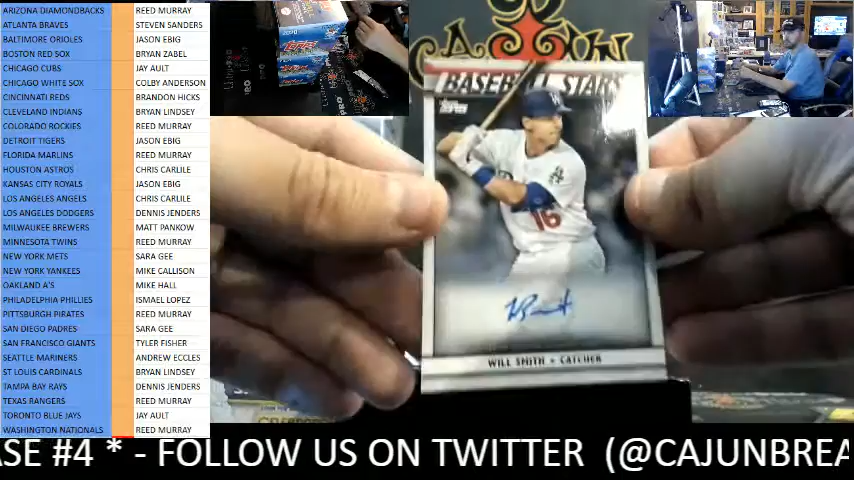 ARIZONA DIAMONDBACKS REED MURRAY
ATLANTA BRAVES STEVEN SANDERS
BALTIMORE ORIOLES JASON EBIG
BOSTON RED SOX BRYAN ZABEL
CHICAGO CUBS JAY AULT
CHICAGO WHITE SOX COLBY ANDERSON
CINCINNATI REDS BRANDON HICKS
CLEVELAND INDIANS BRYAN LINDSEY
COLORADO ROCKIES REED MURRAY
DETROIT TIGERS JASON EBIG
FLORIDA MARLINS REED MURRAY
HOUSTON ASTROS CHRIS CARLILE
KANSAS CITY ROYALS JASON EBIG
LOS ANGELES ANGELS CHRIS CARLILE
LOS ANGELES DODGERS DENNIS JENDERS
MILWAUKEE BREWERS MATT PANKOW
MINNESOTA TWINS REED MURRAY
NEW YORK METS SARA GEE
NEW YORK YANKEES MIKE CALLISON
OAKLAND A'S MIKE HALL
PHILADELPHIA PHILLIES ISMAEL LOPEZ
PITTSBURGH PIRATES REED MURRAY
SAN DIEGO PADRES SARA GEE
SAN FRANCISCO GIANTS TYLER FISHER
SEATTLE MARINERS ANDREW ECCLES
ST LOUIS CARDINALS BRYAN LINDSEY
TAMPA BAY RAYS DENNIS JENDERS
TEXAS RANGERS REED MURRAY
TORONTO BLUE JAYS JAY AULT
WASHINGTON NATIONALS REED MURRAY
Topps
CAJUN
BASEBALL STARS
Topps
16
WILL SMITH • CATCHER
ASE #4 * - FOLLOW US ON TWITTER (@CAJUNBREA